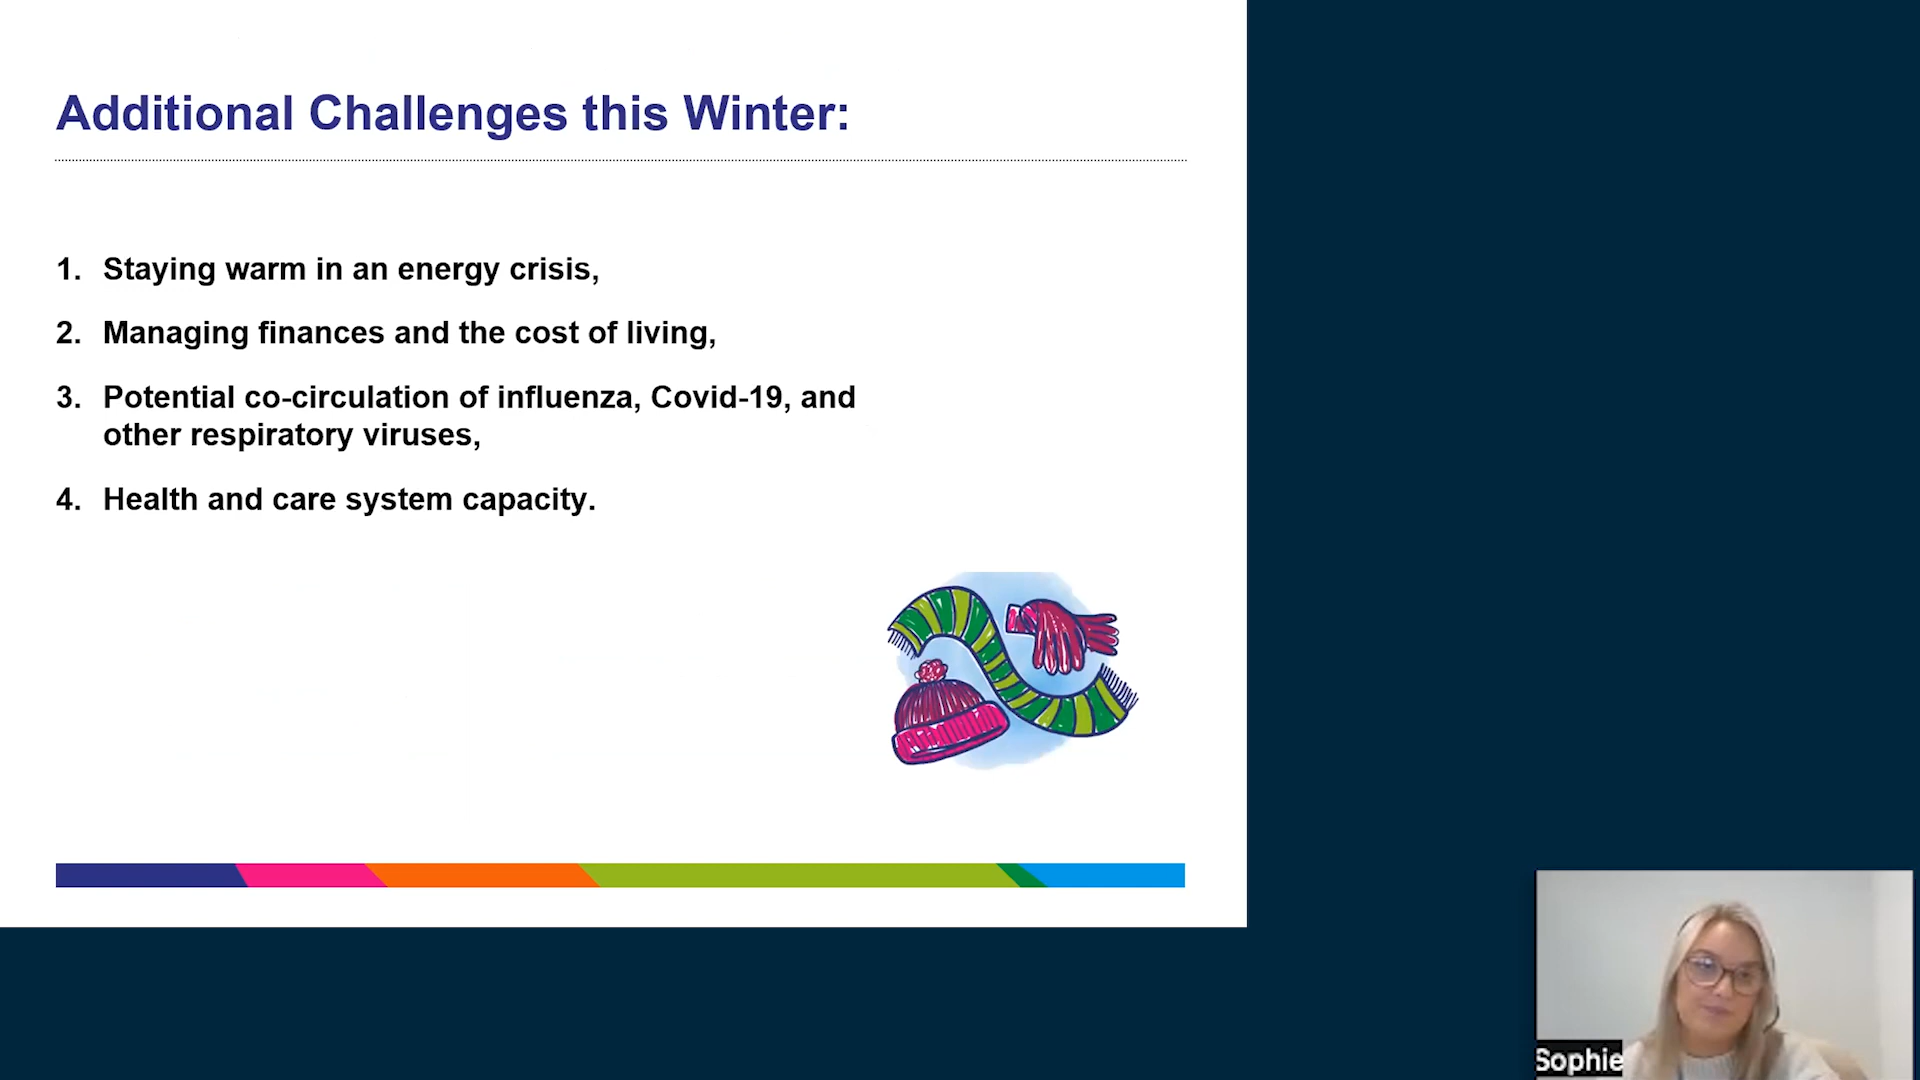 Additional Challenges this Winter:
1. Staying warm in an energy crisis,
2. Managing finances and the cost of living,
3. Potential co-circulation of influenza, Covid-19, and
other respiratory viruses,
4. Health and care system capacity.
Sophie